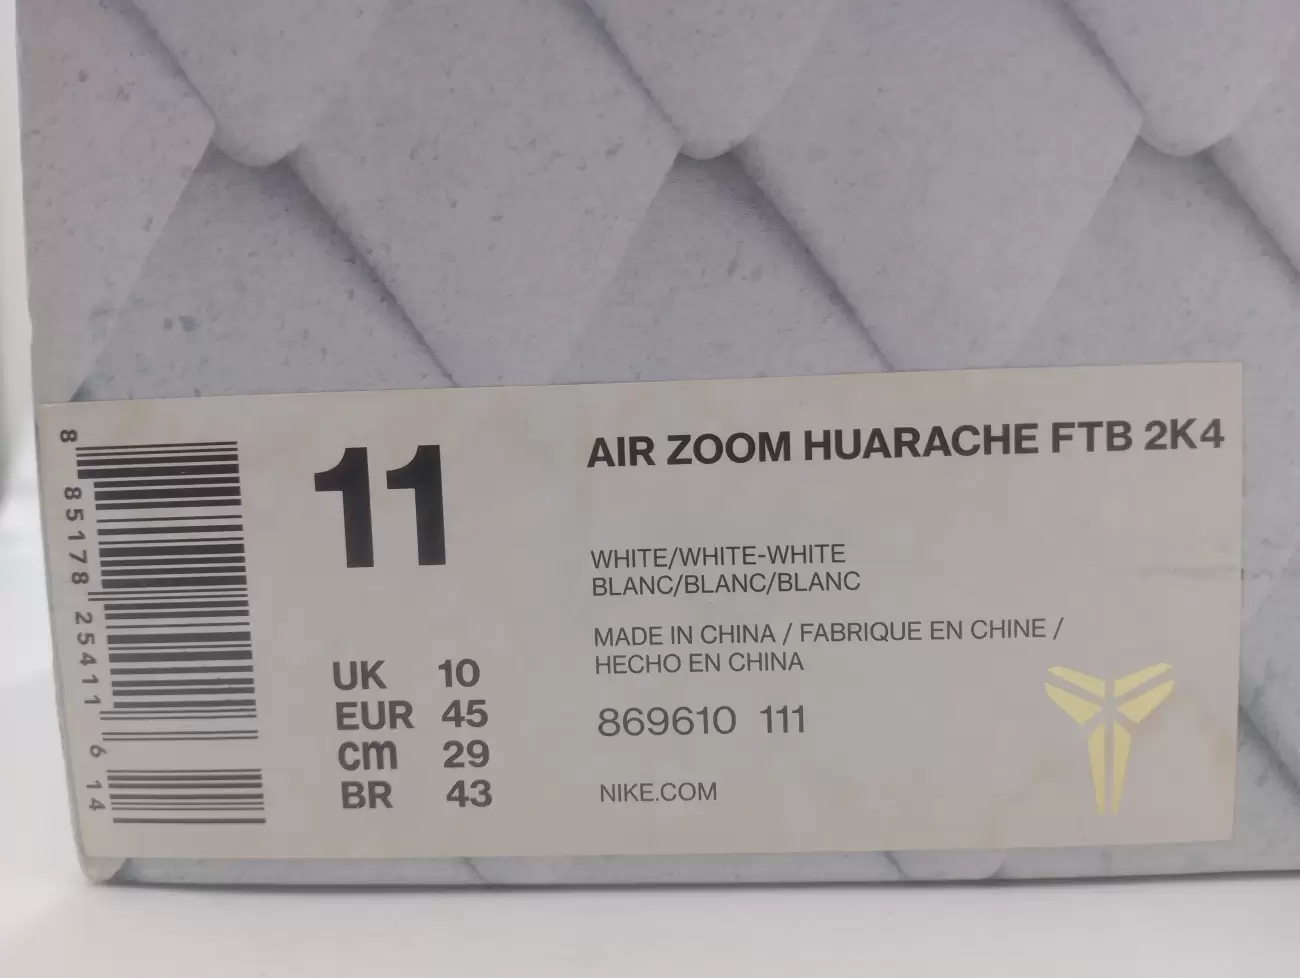 8 85178 25411 6 14
11
UK 10
EUR 45
cm 29
BR 43
AIR ZOOM HUARACHE FTB 2K4
WHITE/WHITE-WHITE
BLANC/BLANC/BLANC
MADE IN CHINA / FABRIQUE EN CHINE /
HECHO EN CHINA
869610 111
NIKE.COM